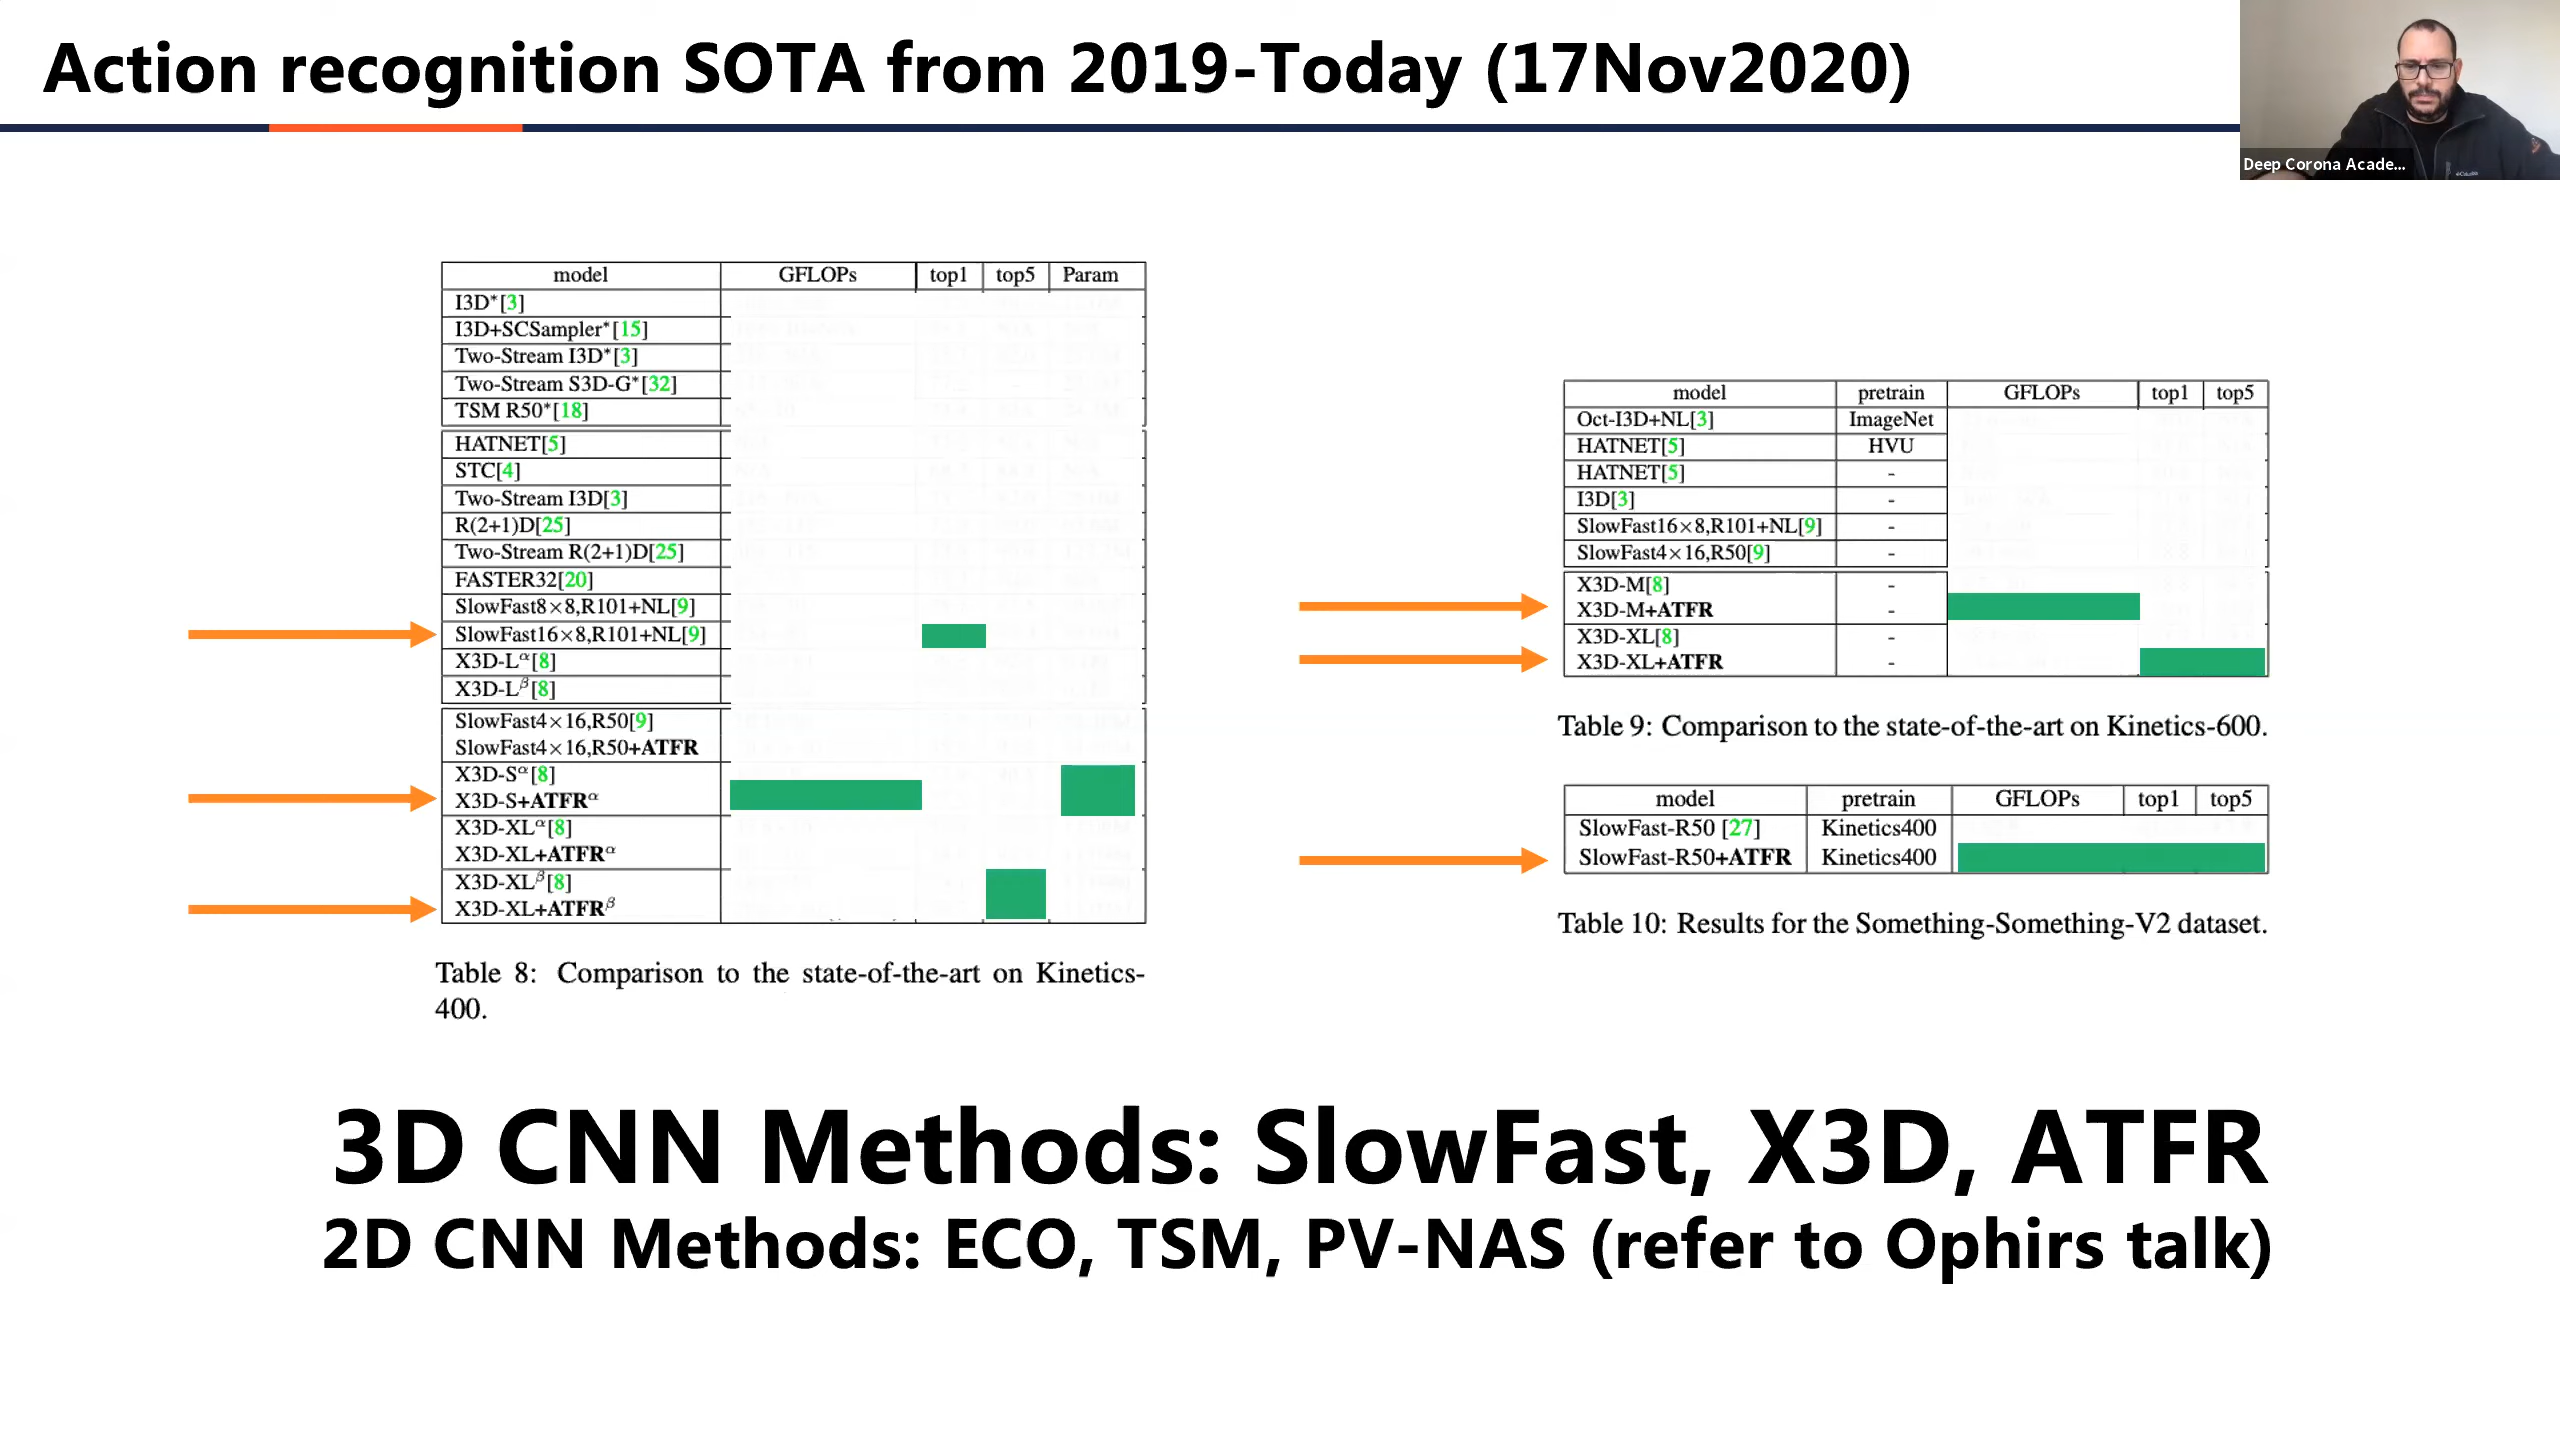 Action recognition SOTA from 2019-Today (17Nov2020)
Deep Corona Acade...
model GFLOPs top1 top5 Param
I3D*[3]
I3D+SCSampler*[15]
Two-Stream I3D*[3]
Two-Stream S3D-G*[32]
TSM R50*[18]
HATNET[5]
STC[4]
Two-Stream I3D[3]
R(2+1)D[25]
Two-Stream R(2+1)D[25]
FASTER32[20]
SlowFast8×8,R101+NL[9]
SlowFast16×8,R101+NL[9]
X3D-Lα[8]
X3D-Lβ[8]
SlowFast4×16,R50[9]
SlowFast4×16,R50+ATFR
X3D-Sα[8]
X3D-S+ATFRα
X3D-XLα[8]
X3D-XL+ATFRα
X3D-XLβ[8]
X3D-XL+ATFRβ
Table 8: Comparison to the state-of-the-art on Kinetics-
400.
model pretrain GFLOPs top1 top5
Oct-I3D+NL[3] ImageNet
HATNET[5] HVU
HATNET[5] -
I3D[3] -
SlowFast16×8,R101+NL[9] -
SlowFast4×16,R50[9] -
X3D-M[8] -
X3D-M+ATFR -
X3D-XL[8] -
X3D-XL+ATFR -
Table 9: Comparison to the state-of-the-art on Kinetics-600.
model pretrain GFLOPs top1 top5
SlowFast-R50 [27] Kinetics400
SlowFast-R50+ATFR Kinetics400
Table 10: Results for the Something-Something-V2 dataset.
3D CNN Methods: SlowFast, X3D, ATFR
2D CNN Methods: ECO, TSM, PV-NAS (refer to Ophirs talk)